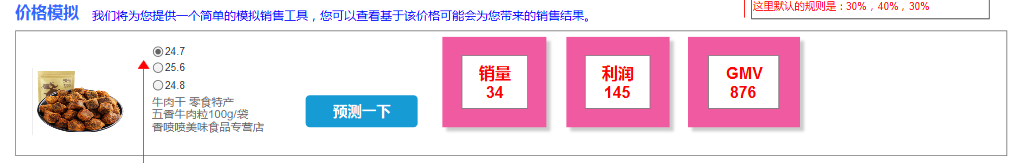 价格模拟
我们将为您提供一个简单的模拟销售工具，您可以查看基于该价格可能会为您带来的销售结果。
这里默认的规则是：30%，40%，30%
24.7
25.6
24.8
牛肉干 零食特产
五香牛肉粒100g/袋
香喷喷美味食品专营店
预测一下
销量
34
利润
145
GMV
876